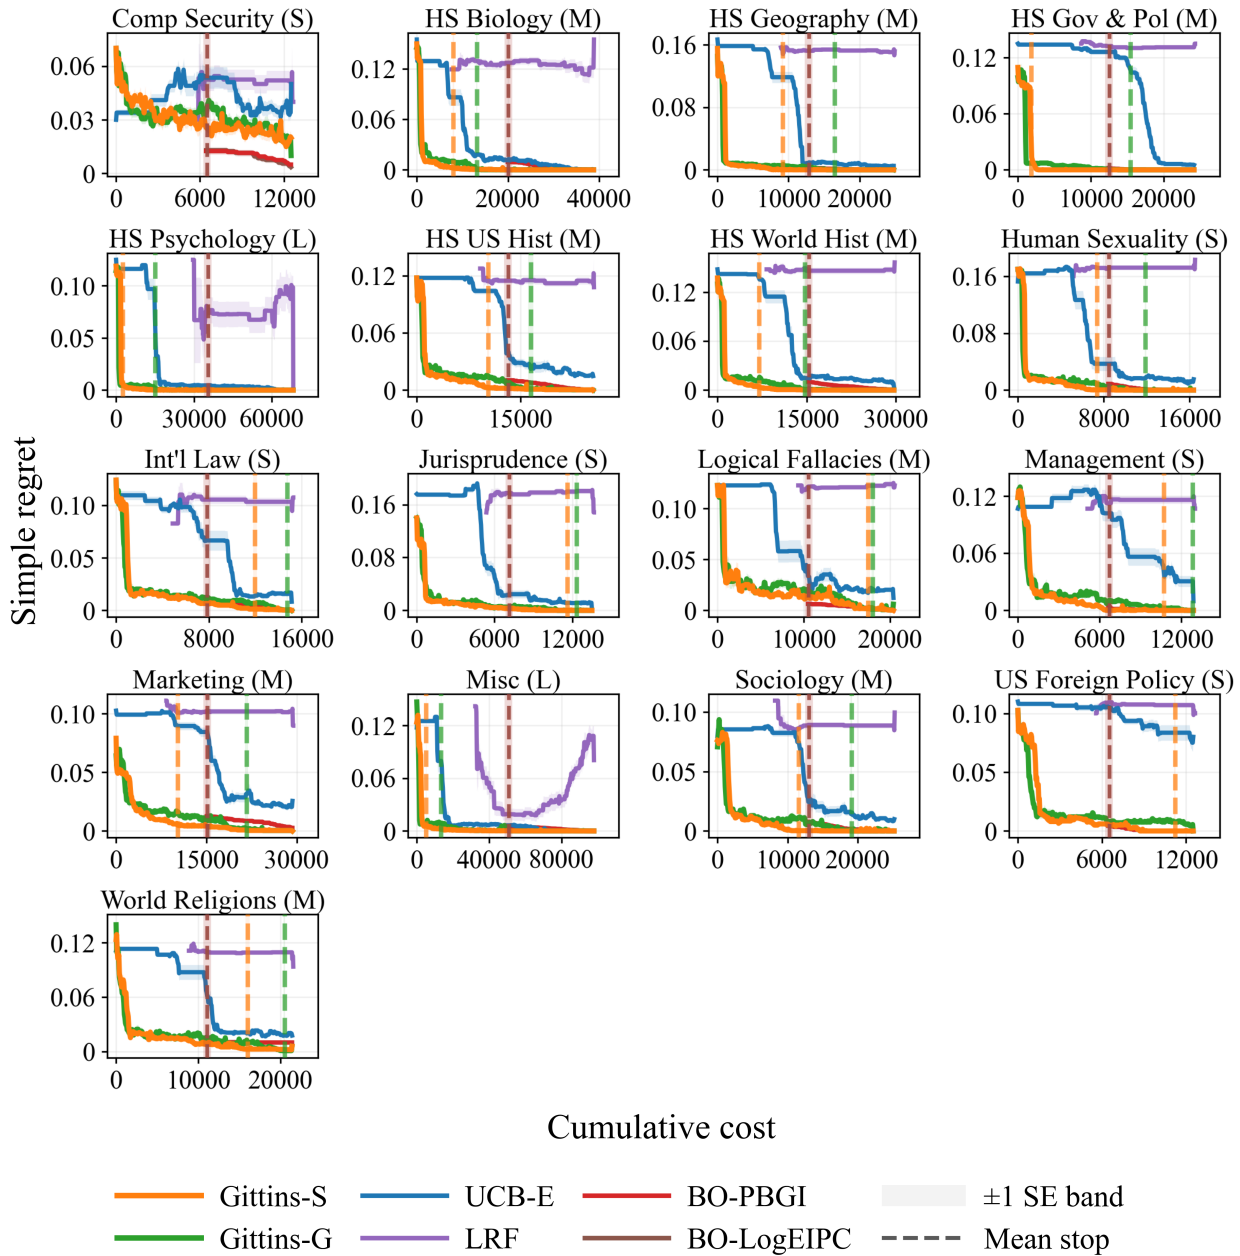 Comp Security (S)
HS Biology (M)
HS Geography (M)
HS Gov & Pol (M)
0.06
0.03
0
0 6000 12000
0.12
0.06
0
0 20000 40000
0.16
0.08
0
0 10000 20000
0.12
0.06
0
0 10000 20000
HS Psychology (L)
HS US Hist (M)
HS World Hist (M)
Human Sexuality (S)
0.10
0.05
0
0 30000 60000
0.12
0.06
0
0 15000
0.12
0.06
0
0 15000 30000
0.16
0.08
0
0 8000 16000
Simple regret
Int'l Law (S)
Jurisprudence (S)
Logical Fallacies (M)
Management (S)
0.10
0.05
0
0 8000 16000
0.16
0.08
0
0 6000 12000
0.10
0.05
0
0 10000 20000
0.12
0.06
0
0 6000 12000
Marketing (M)
Misc (L)
Sociology (M)
US Foreign Policy (S)
0.10
0.05
0
0 15000 30000
0.12
0.06
0
0 40000 80000
0.10
0.05
0
0 10000 20000
0.10
0.05
0
0 6000 12000
World Religions (M)
0.12
0.06
0
0 10000 20000
Cumulative cost
Gittins-S
UCB-E
BO-PBGI
±1 SE band
Gittins-G
LRF
BO-LogEIPC
Mean stop